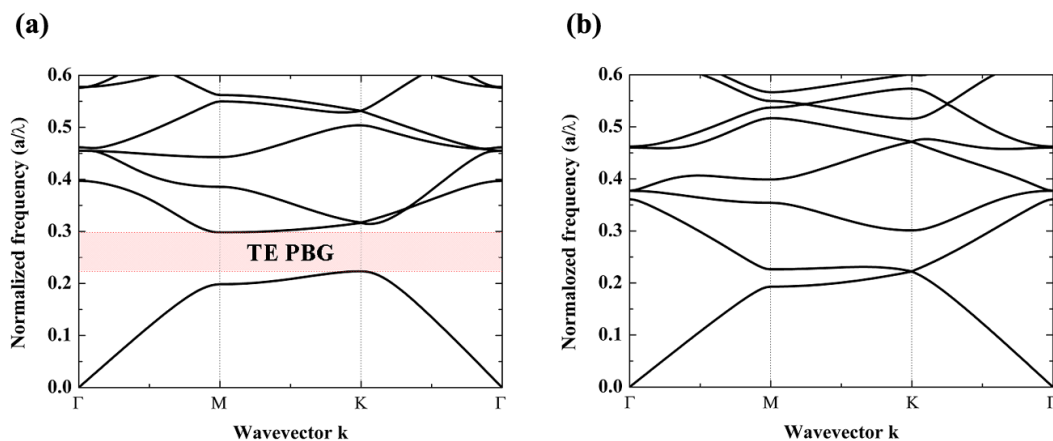 (a)
(b)
Normalized frequency (a/λ)
0.6
0.5
0.4
0.3
0.2
0.1
0.0
TE PBG
Γ
M
K
Γ
Wavevector k
Normalozed frequency (a/λ)
0.6
0.5
0.4
0.3
0.2
0.1
0.0
Γ
M
K
Γ
Wavevector k